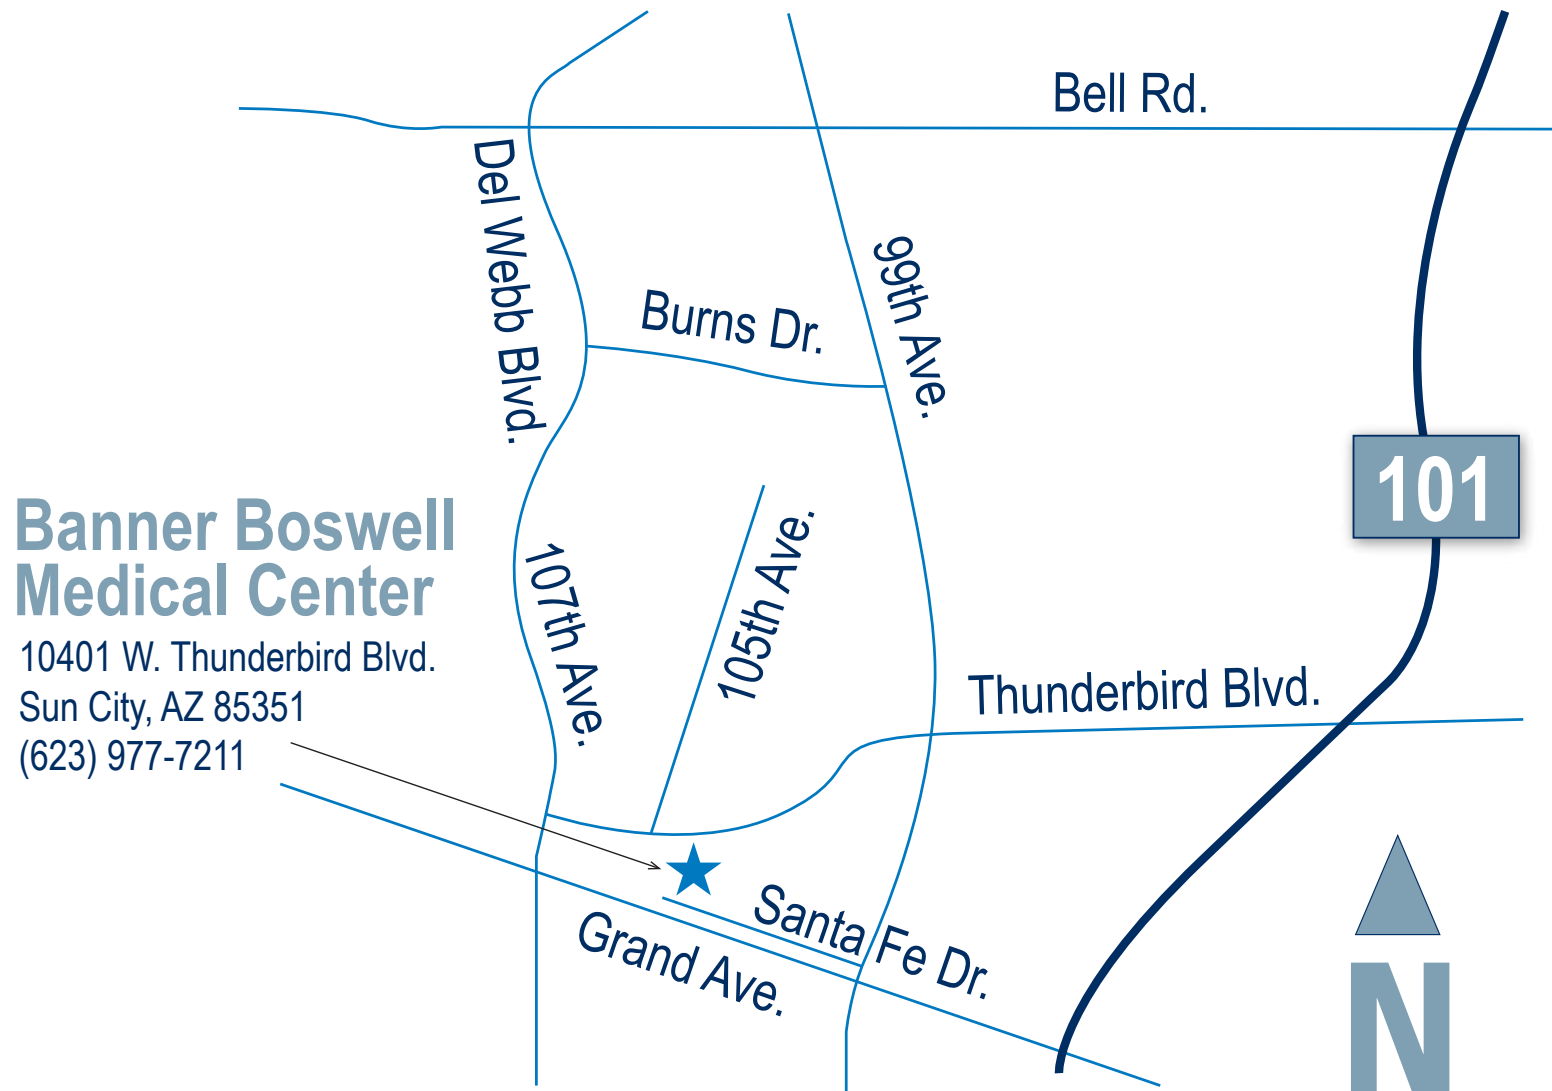 Bell Rd.
Del Webb Blvd.
99th Ave.
Burns Dr.
101
Banner Boswell
Medical Center
10401 W. Thunderbird Blvd.
Sun City, AZ 85351
(623) 977-7211
107th Ave.
105th Ave.
Thunderbird Blvd.
Santa Fe Dr.
Grand Ave.
N